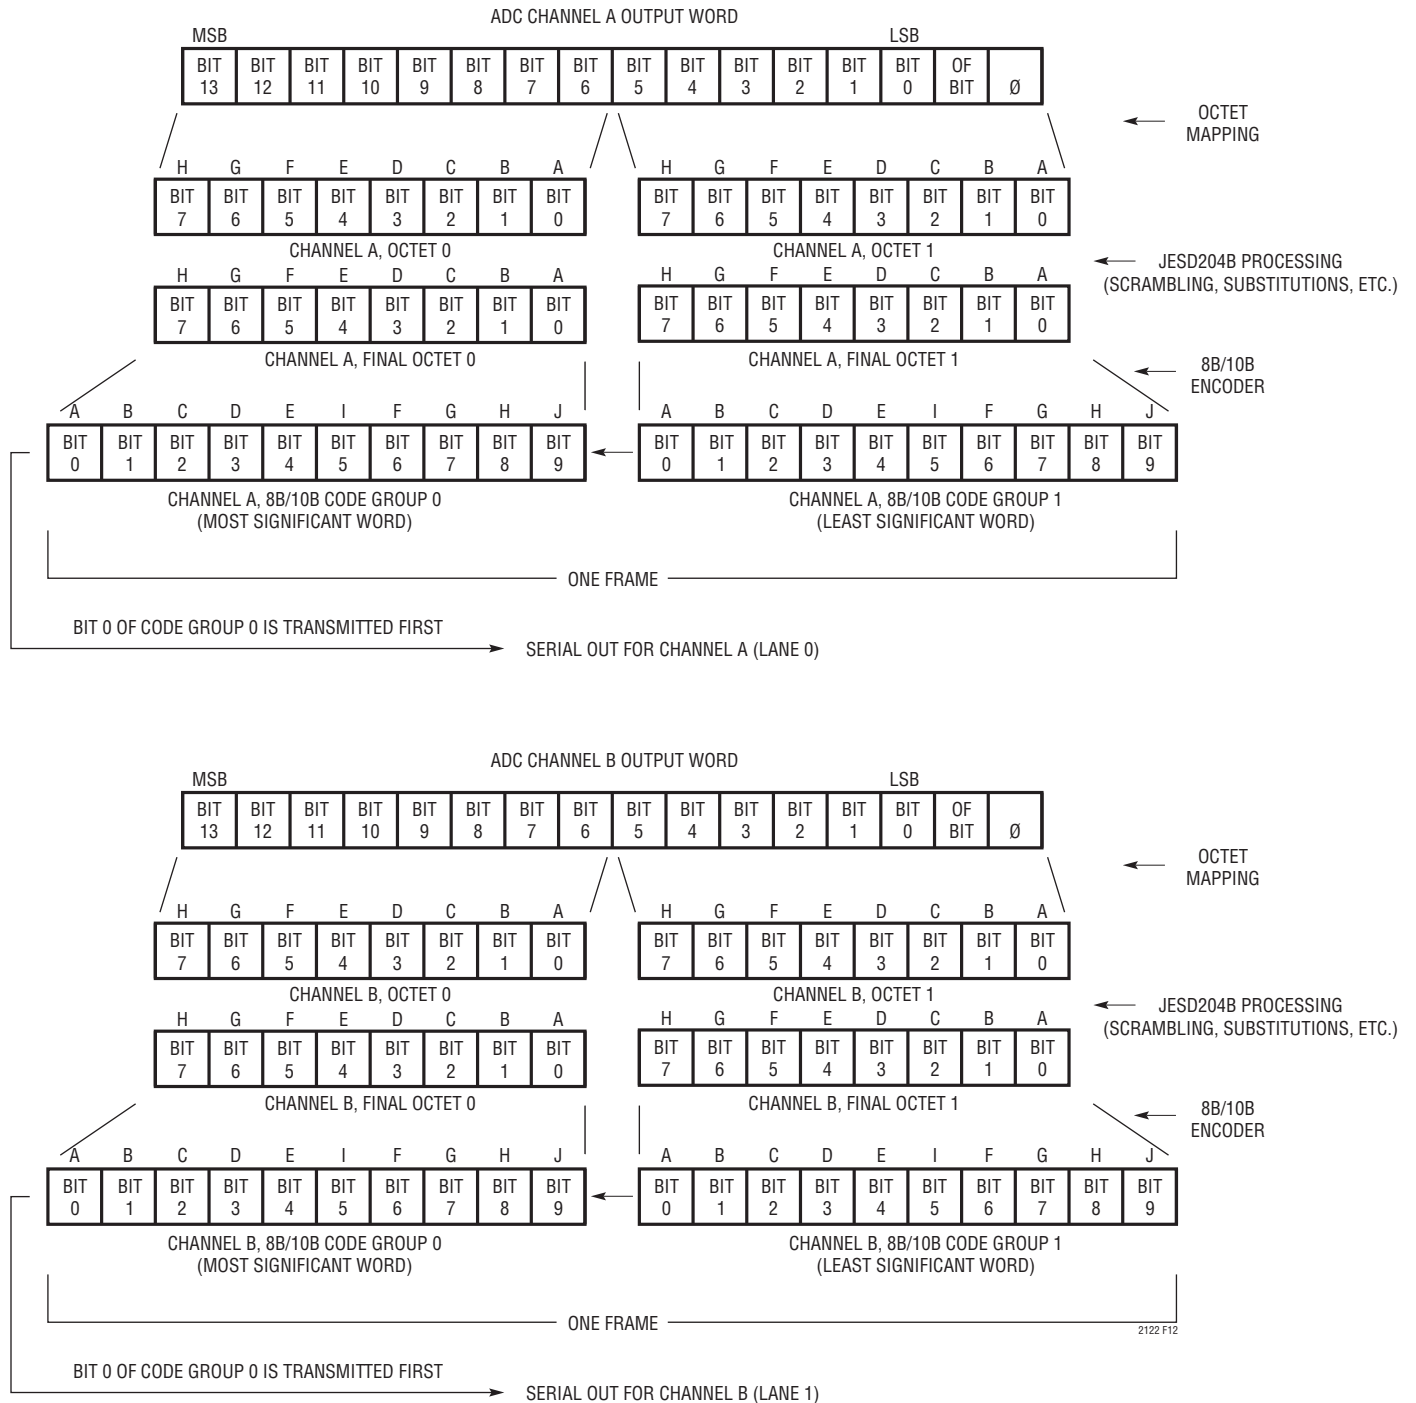 ADC CHANNEL A OUTPUT WORD
MSB LSB
BIT 13 BIT 12 BIT 11 BIT 10 BIT 9 BIT 8 BIT 7 BIT 6 BIT 5 BIT 4 BIT 3 BIT 2 BIT 1 BIT 0 OF BIT Ø
OCTET
MAPPING
H G F E D C B A H G F E D C B A
BIT 7 BIT 6 BIT 5 BIT 4 BIT 3 BIT 2 BIT 1 BIT 0 BIT 7 BIT 6 BIT 5 BIT 4 BIT 3 BIT 2 BIT 1 BIT 0
CHANNEL A, OCTET 0 CHANNEL A, OCTET 1
JESD204B PROCESSING
(SCRAMBLING, SUBSTITUTIONS, ETC.)
H G F E D C B A H G F E D C B A
BIT 7 BIT 6 BIT 5 BIT 4 BIT 3 BIT 2 BIT 1 BIT 0 BIT 7 BIT 6 BIT 5 BIT 4 BIT 3 BIT 2 BIT 1 BIT 0
CHANNEL A, FINAL OCTET 0 CHANNEL A, FINAL OCTET 1
8B/10B
ENCODER
A B C D E I F G H J A B C D E I F G H J
BIT 0 BIT 1 BIT 2 BIT 3 BIT 4 BIT 5 BIT 6 BIT 7 BIT 8 BIT 9 BIT 0 BIT 1 BIT 2 BIT 3 BIT 4 BIT 5 BIT 6 BIT 7 BIT 8 BIT 9
CHANNEL A, 8B/10B CODE GROUP 0 CHANNEL A, 8B/10B CODE GROUP 1
(MOST SIGNIFICANT WORD) (LEAST SIGNIFICANT WORD)
ONE FRAME
BIT 0 OF CODE GROUP 0 IS TRANSMITTED FIRST
SERIAL OUT FOR CHANNEL A (LANE 0)
ADC CHANNEL B OUTPUT WORD
MSB LSB
BIT 13 BIT 12 BIT 11 BIT 10 BIT 9 BIT 8 BIT 7 BIT 6 BIT 5 BIT 4 BIT 3 BIT 2 BIT 1 BIT 0 OF BIT Ø
OCTET
MAPPING
H G F E D C B A H G F E D C B A
BIT 7 BIT 6 BIT 5 BIT 4 BIT 3 BIT 2 BIT 1 BIT 0 BIT 7 BIT 6 BIT 5 BIT 4 BIT 3 BIT 2 BIT 1 BIT 0
CHANNEL B, OCTET 0 CHANNEL B, OCTET 1
JESD204B PROCESSING
(SCRAMBLING, SUBSTITUTIONS, ETC.)
H G F E D C B A H G F E D C B A
BIT 7 BIT 6 BIT 5 BIT 4 BIT 3 BIT 2 BIT 1 BIT 0 BIT 7 BIT 6 BIT 5 BIT 4 BIT 3 BIT 2 BIT 1 BIT 0
CHANNEL B, FINAL OCTET 0 CHANNEL B, FINAL OCTET 1
8B/10B
ENCODER
A B C D E I F G H J A B C D E I F G H J
BIT 0 BIT 1 BIT 2 BIT 3 BIT 4 BIT 5 BIT 6 BIT 7 BIT 8 BIT 9 BIT 0 BIT 1 BIT 2 BIT 3 BIT 4 BIT 5 BIT 6 BIT 7 BIT 8 BIT 9
CHANNEL B, 8B/10B CODE GROUP 0 CHANNEL B, 8B/10B CODE GROUP 1
(MOST SIGNIFICANT WORD) (LEAST SIGNIFICANT WORD)
ONE FRAME
2122 F12
BIT 0 OF CODE GROUP 0 IS TRANSMITTED FIRST
SERIAL OUT FOR CHANNEL B (LANE 1)